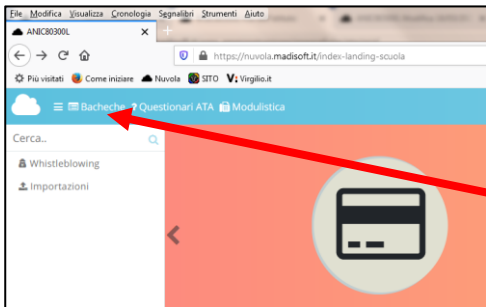 File Modifica Visualizza Cronologia Segnalibri Strumenti Aiuto
ANIC80300L
https://nuvola.madisoft.it/index-landing-scuola
Più visitati Come iniziare Nuvola SITO Virgilio.it
Bacheche ? Questionari ATA Modulistica
Cerca..
Whistleblowing
Importazioni